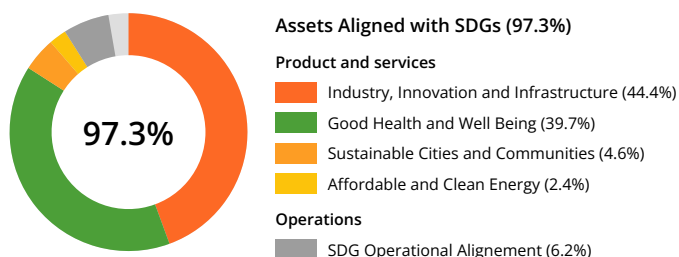 Assets Aligned with SDGs (97.3%)
Product and services
Industry, Innovation and Infrastructure (44.4%)
Good Health and Well Being (39.7%)
97.3%
Sustainable Cities and Communities (4.6%)
Affordable and Clean Energy (2.4%)
Operations
SDG Operational Alignement (6.2%)